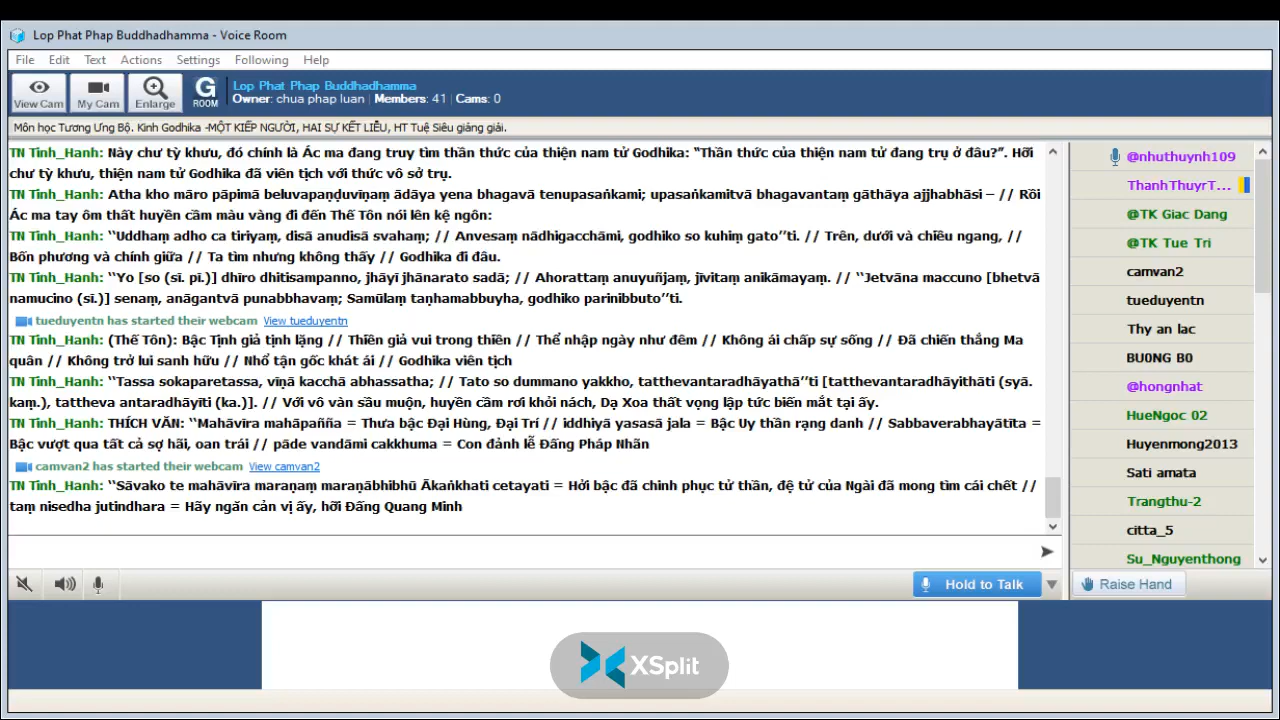 Lop Phat Phap Buddhadhamma - Voice Room
File Edit Text Actions Settings Following Help
View Cam My Cam Enlarge G ROOM
Lop Phat Phap Buddhadhamma
Owner: chua phap luan | Members: 41 | Cams: 0
Môn học Tương Ưng Bộ. Kinh Godhika -MỘT KIẾP NGƯỜI, HAI SỰ KẾT LIỄU, HT Tuệ Siêu giảng giải.
TN Tinh_Hanh: Này chư tỳ khưu, đó chính là Ác ma đang truy tìm thần thức của thiện nam tử Godhika: “Thần thức của thiện nam tử đang trụ ở đâu?”. Hỡi
chư tỳ khưu, thiện nam tử Godhika đã viên tịch với thức vô sở trụ.
TN Tinh_Hanh: Atha kho māro pāpimā beluvapaṇḍuvīṇaṃ ādāya yena bhagavā tenupasaṅkami; upasaṅkamitvā bhagavantaṃ gāthāya ajjhabhāsi – // Rồi
Ác ma tay ôm thất huyền cầm màu vàng đi đến Thế Tôn nói lên kệ ngôn:
TN Tinh_Hanh: ‘‘Uddhaṃ adho ca tiriyaṃ, disā anudisā svahaṃ; // Anvesaṃ nādhigacchāmi, godhiko so kuhiṃ gato’’ti. // Trên, dưới và chiều ngang, //
Bốn phương và chính giữa // Ta tìm nhưng không thấy // Godhika đi đâu.
TN Tinh_Hanh: ‘‘Yo [so (sī. pī.)] dhīro dhitisampanno, jhāyī jhānarato sadā; // Ahorattaṃ anuyuñjaṃ, jīvitaṃ anikāmayaṃ. // ‘‘Jetvāna maccuno [bhetvā
namucino (sī.)] senaṃ, anāgantvā punabbhavaṃ; Samūlaṃ taṇhamabbuyha, godhiko parinibbuto’’ti.
tueduyentn has started their webcam View tueduyentn
TN Tinh_Hanh: (Thế Tôn): Bậc Tịnh giả tịnh lặng // Thiền giả vui trong thiền // Thể nhập ngày như đêm // Không ái chấp sự sống // Đã chiến thắng Ma
quân // Không trở lui sanh hữu // Nhổ tận gốc khát ái // Godhika viên tịch
TN Tinh_Hanh: ‘‘Tassa sokaparetassa, vīṇā kacchā abhassatha; // Tato so dummano yakkho, tatthevantaradhāyathā’’ti [tatthevantaradhāyithāti (syā.
kaṃ.), tattheva antaradhāyīti (ka.)]. // Với vô vàn sầu muộn, huyền cầm rơi khỏi nách, Dạ Xoa thất vọng lập tức biến mắt tại ấy.
TN Tinh_Hanh: THÍCH VĂN: ‘‘Mahāvīra mahāpañña = Thưa bậc Đại Hùng, Đại Trí // iddhiyā yasasā jala = Bậc Uy thần rạng danh // Sabbaverabhayātīta =
Bậc vượt qua tất cả sợ hãi, oan trái // pāde vandāmi cakkhuma = Con đảnh lễ Đấng Pháp Nhãn
camvan2 has started their webcam View camvan2
TN Tinh_Hanh: ‘‘Sāvako te mahāvīra maraṇaṃ maraṇābhibhū Ākaṅkhati cetayati = Hởi bậc đã chinh phục tử thần, đệ tử của Ngài đã mong tìm cái chết //
taṃ nisedha jutindhara = Hãy ngăn cản vị ấy, hỡi Đấng Quang Minh
@nhuthuynh109
ThanhThuyrT...
@TK Giac Dang
@TK Tue Tri
camvan2
tueduyentn
Thy an lac
BU0NG B0
@hongnhat
HueNgoc 02
Huyenmong2013
Sati amata
Trangthu-2
citta_5
Su_Nguyenthong
Hold to Talk
Raise Hand
XSplit